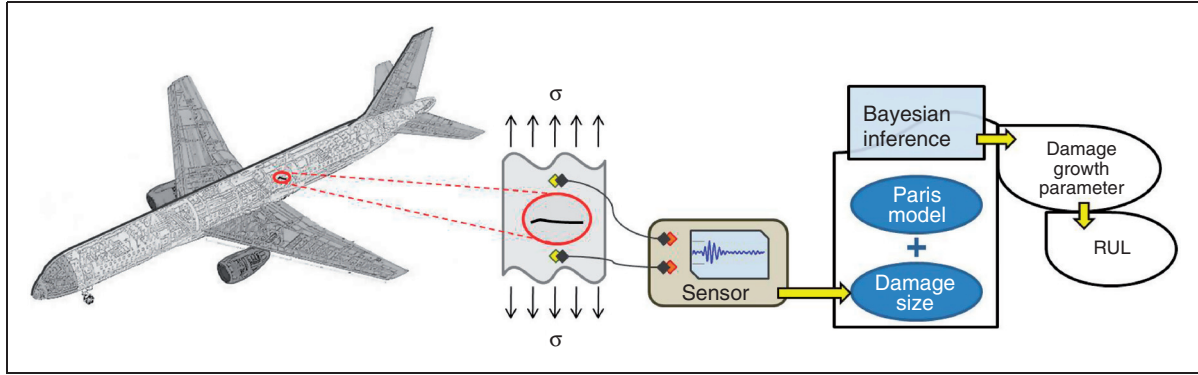 σ
σ
Sensor
Bayesian
inference
Paris
model
+
Damage
size
Damage
growth
parameter
RUL